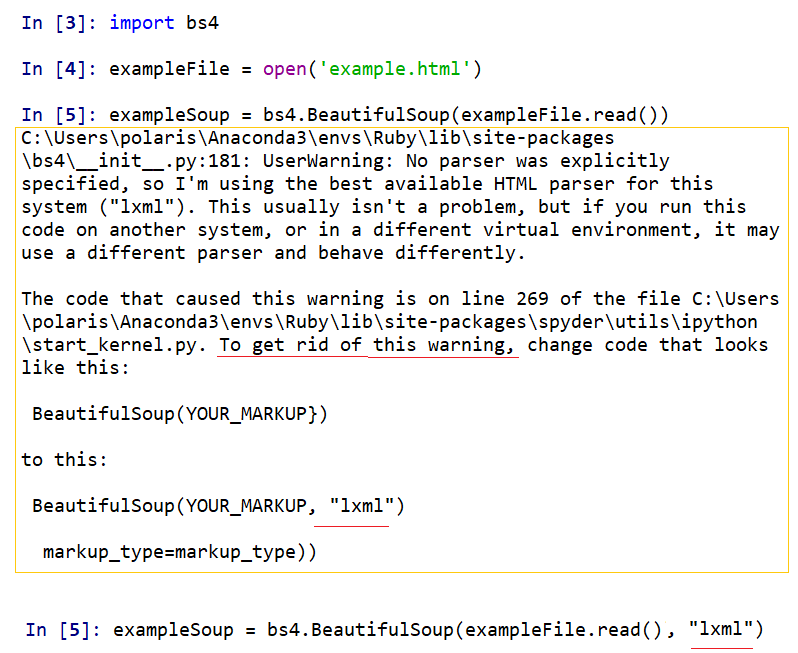 In [3]: import bs4
In [4]: exampleFile = open('example.html')
In [5]: exampleSoup = bs4.BeautifulSoup(exampleFile.read())
C:\Users\polaris\Anaconda3\envs\Ruby\lib\site-packages
\bs4\__init__.py:181: UserWarning: No parser was explicitly
specified, so I'm using the best available HTML parser for this
system ("lxml"). This usually isn't a problem, but if you run this
code on another system, or in a different virtual environment, it may
use a different parser and behave differently.
The code that caused this warning is on line 269 of the file C:\Users
\polaris\Anaconda3\envs\Ruby\lib\site-packages\spyder\utils\ipython
\start_kernel.py. To get rid of this warning, change code that looks
like this:
BeautifulSoup(YOUR_MARKUP})
to this:
BeautifulSoup(YOUR_MARKUP, "lxml")
markup_type=markup_type))
In [5]: exampleSoup = bs4.BeautifulSoup(exampleFile.read(), "lxml")